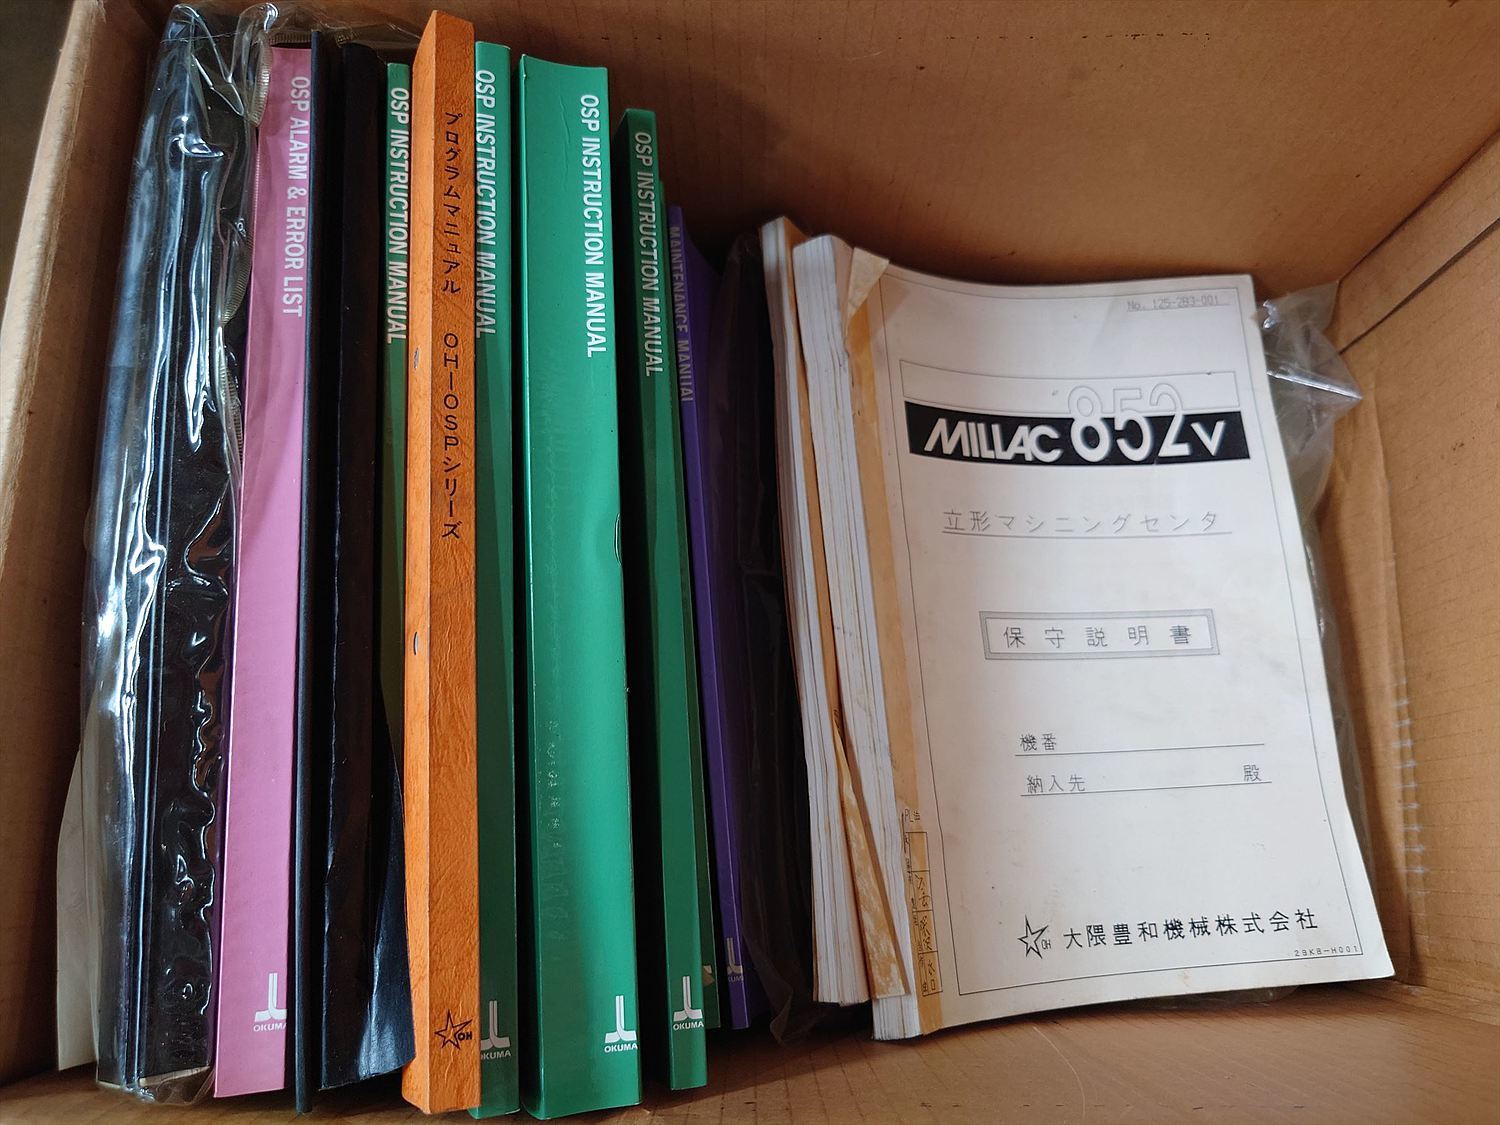 OSP ALARM & ERROR LIST
OKUMA
OSP INSTRUCTION MANUAL
プログラムマニュアル OH-OSPシリーズ
OH
OSP INSTRUCTION MANUAL
OKUMA
OSP INSTRUCTION MANUAL
OKUMA
OSP INSTRUCTION MANUAL
OKUMA
MAINTENANCE MANUAL
No. 125-2B3-001
MILLAC 852V
立形マシニングセンタ
保守説明書
機番
納入先 殿
OH 大隈豊和機械株式会社
2BKB-H001